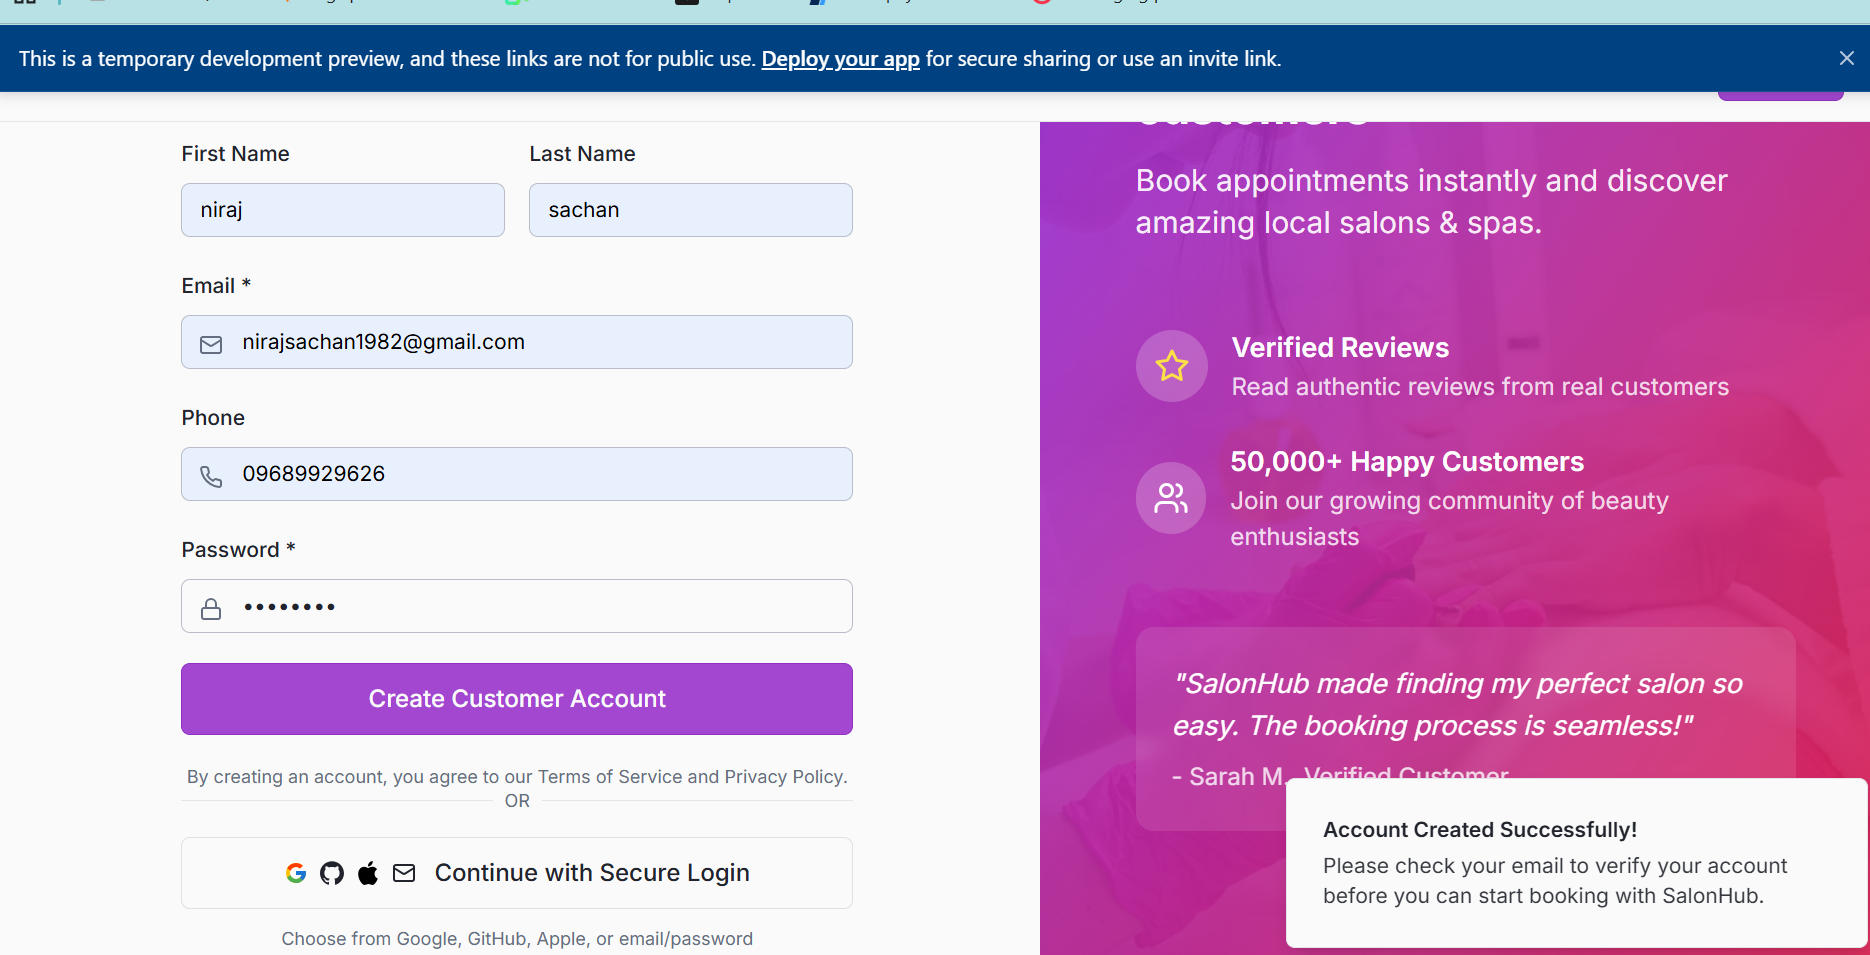 This is a temporary development preview, and these links are not for public use. Deploy your app for secure sharing or use an invite link.
First Name
Last Name
niraj
sachan
Email *
nirajsachan1982@gmail.com
Phone
09689929626
Password *
••••••••
Create Customer Account
By creating an account, you agree to our Terms of Service and Privacy Policy.
OR
Continue with Secure Login
Choose from Google, GitHub, Apple, or email/password
Book appointments instantly and discover
amazing local salons & spas.
Verified Reviews
Read authentic reviews from real customers
50,000+ Happy Customers
Join our growing community of beauty
enthusiasts
"SalonHub made finding my perfect salon so
easy. The booking process is seamless!"
- Sarah M., Verified Customer
Account Created Successfully!
Please check your email to verify your account
before you can start booking with SalonHub.